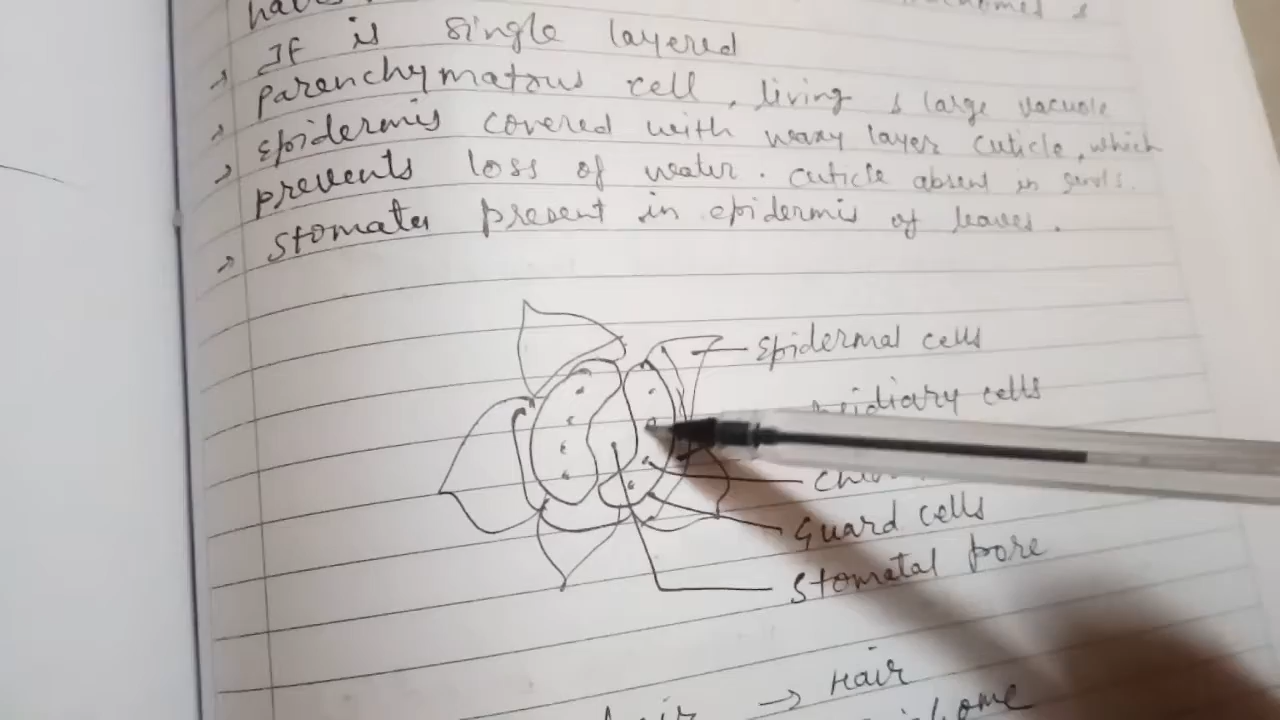 → It is single layered
→ parenchymatous cell, living & large vacuole
→ epidermis covered with waxy layer cuticle, which
prevents loss of water. cuticle absent in
→ stomata present in epidermis of leaves.
Epidermal cells
cells
Guard cells
Stomatal pore
→ Hair